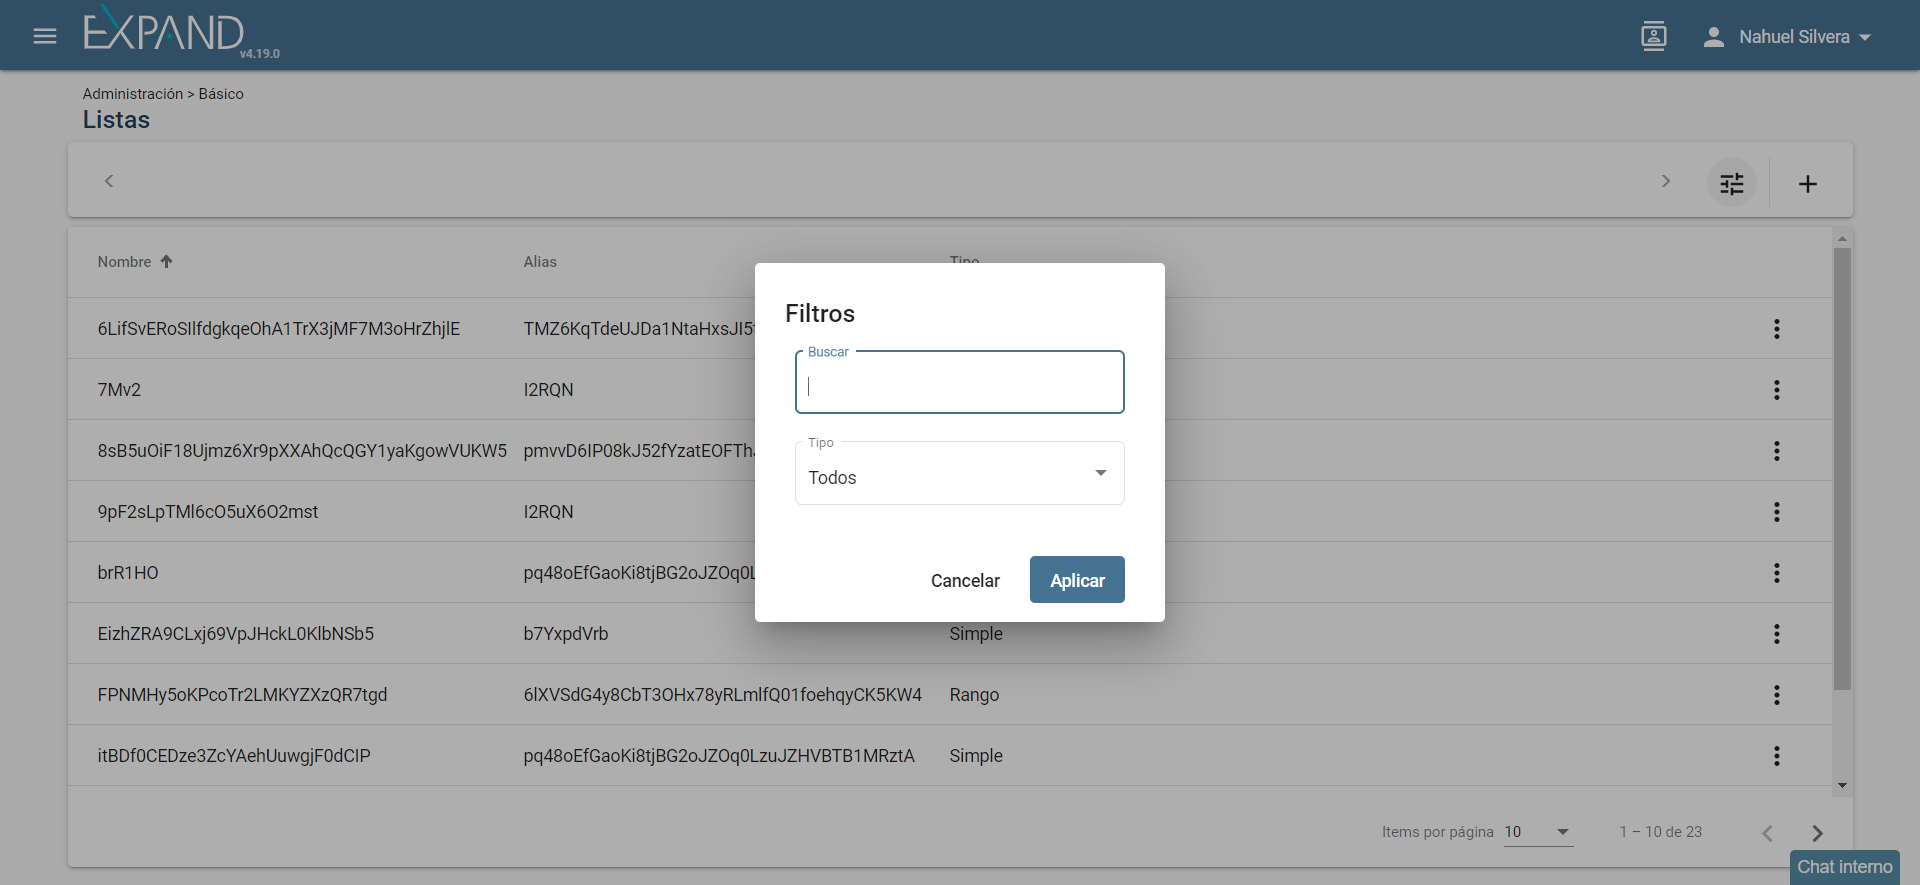 EXPAND
v4.19.0
Nahuel Silvera
Administración > Básico
Listas
Nombre Alias Tipo
6LifSvERoSIlfdgkqeOhA1TrX3jMF7M3oHrZhjlE TMZ6KqTdeUJDa1NtaHxsJI5
7Mv2 I2RQN
8sB5uOiF18Ujmz6Xr9pXXAhQcQGY1yaKgowVUKW5 pmvvD6IP08kJ52fYzatEOFTh
9pF2sLpTMl6cO5uX6O2mst I2RQN
brR1HO pq48oEfGaoKi8tjBG2oJZOq0L
EizhZRA9CLxj69VpJHckL0KlbNSb5 b7YxpdVrb Simple
FPNMHy5oKPcoTr2LMKYZXzQR7tgd 6lXVSdG4y8CbT3OHx78yRLmlfQ01foehqyCK5KW4 Rango
itBDf0CEDze3ZcYAehUuwgjF0dCIP pq48oEfGaoKi8tjBG2oJZOq0LzuJZHVBTB1MRztA Simple
Filtros
Buscar
Tipo
Todos
Cancelar Aplicar
Items por página 10 1 – 10 de 23
Chat interno